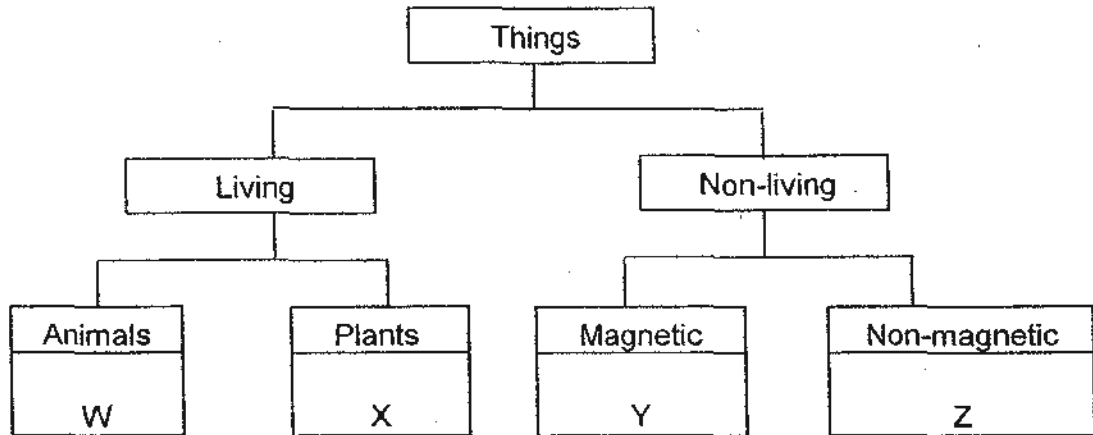 Things
Living
Non-living
Animals
Plants
Magnetic
Non-magnetic
W
X
Y
Z